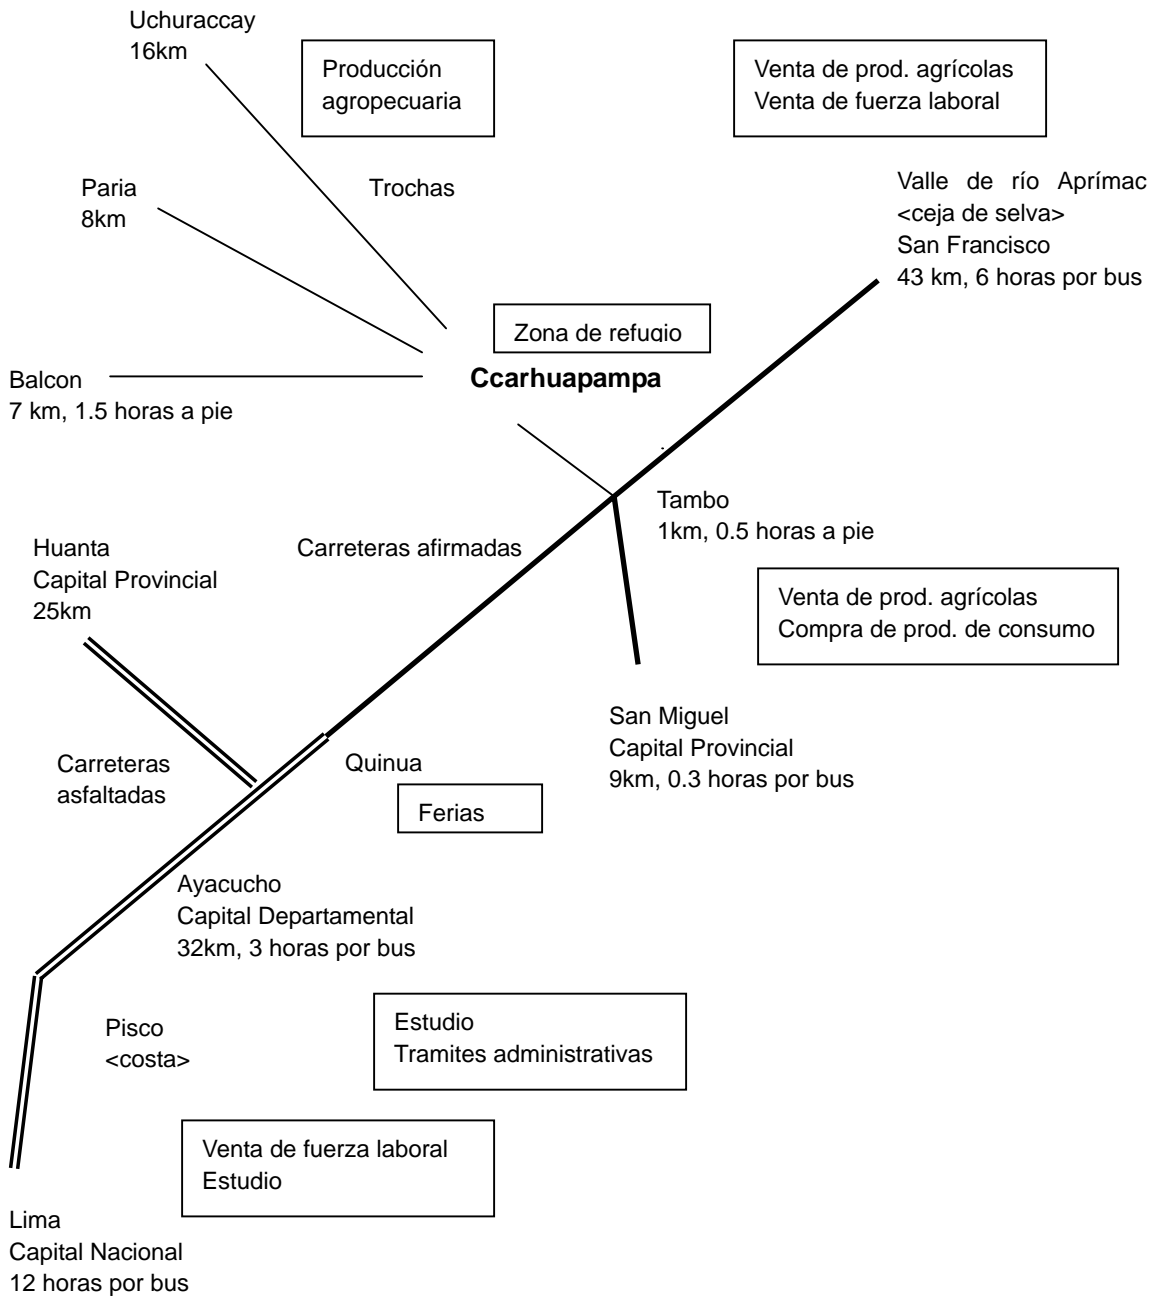 Uchuraccay
16km
Producción
agropecuaria
Venta de prod. agrícolas
Venta de fuerza laboral
Paria
8km
Trochas
Valle de río Aprímac
<ceja de selva>
San Francisco
43 km, 6 horas por bus
Zona de refugio
Ccarhuapampa
Balcon
7 km, 1.5 horas a pie
Tambo
1km, 0.5 horas a pie
Huanta
Capital Provincial
25km
Carreteras afirmadas
Venta de prod. agrícolas
Compra de prod. de consumo
San Miguel
Capital Provincial
9km, 0.3 horas por bus
Carreteras
asfaltadas
Quinua
Ferias
Ayacucho
Capital Departamental
32km, 3 horas por bus
Estudio
Tramites administrativas
Pisco
<costa>
Venta de fuerza laboral
Estudio
Lima
Capital Nacional
12 horas por bus